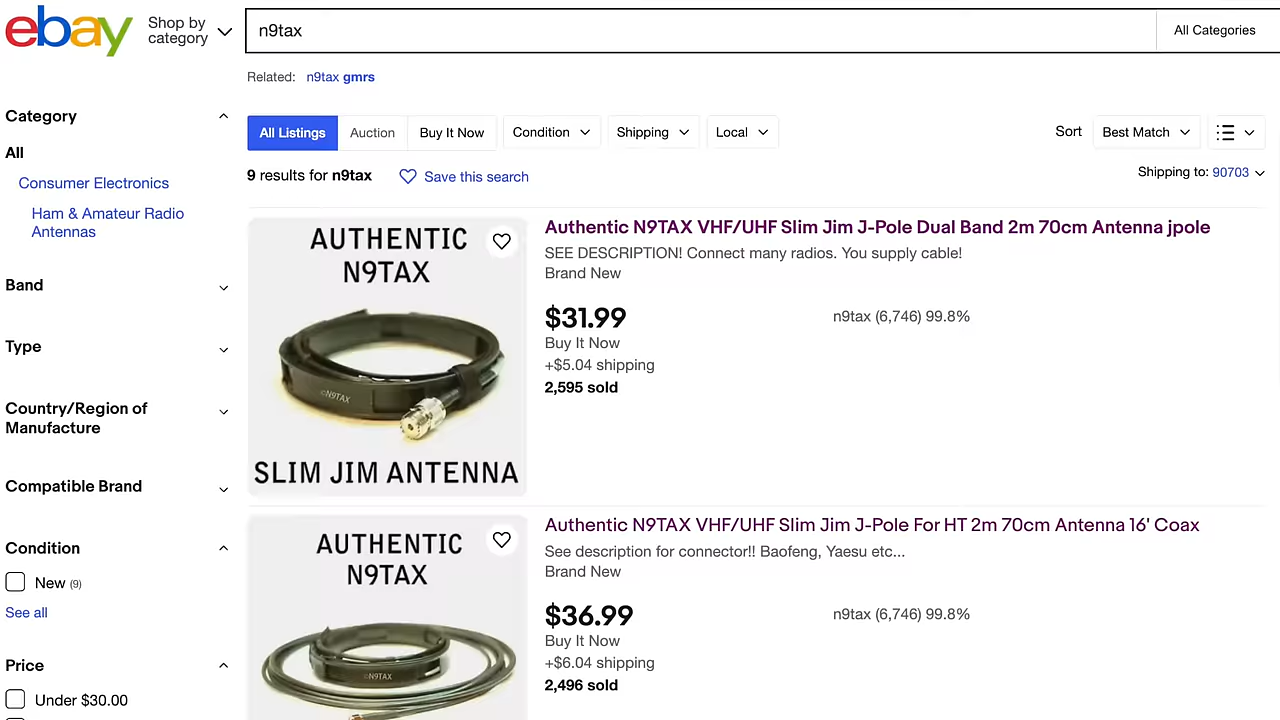 ebay
Shop by
category
n9tax
All Categories
Related: n9tax gmrs
Category
All
Consumer Electronics
Ham & Amateur Radio
Antennas
Band
Type
Country/Region of
Manufacture
Compatible Brand
Condition
New (9)
See all
Price
Under $30.00
All Listings
Auction
Buy It Now
Condition
Shipping
Local
Sort
Best Match
9 results for n9tax
Save this search
Shipping to: 90703
AUTHENTIC
N9TAX
©N9TAX
SLIM JIM ANTENNA
Authentic N9TAX VHF/UHF Slim Jim J-Pole Dual Band 2m 70cm Antenna jpole
SEE DESCRIPTION! Connect many radios. You supply cable!
Brand New
$31.99
n9tax (6,746) 99.8%
Buy It Now
+$5.04 shipping
2,595 sold
AUTHENTIC
N9TAX
©N9TAX
Authentic N9TAX VHF/UHF Slim Jim J-Pole For HT 2m 70cm Antenna 16' Coax
See description for connector!! Baofeng, Yaesu etc...
Brand New
$36.99
n9tax (6,746) 99.8%
Buy It Now
+$6.04 shipping
2,496 sold